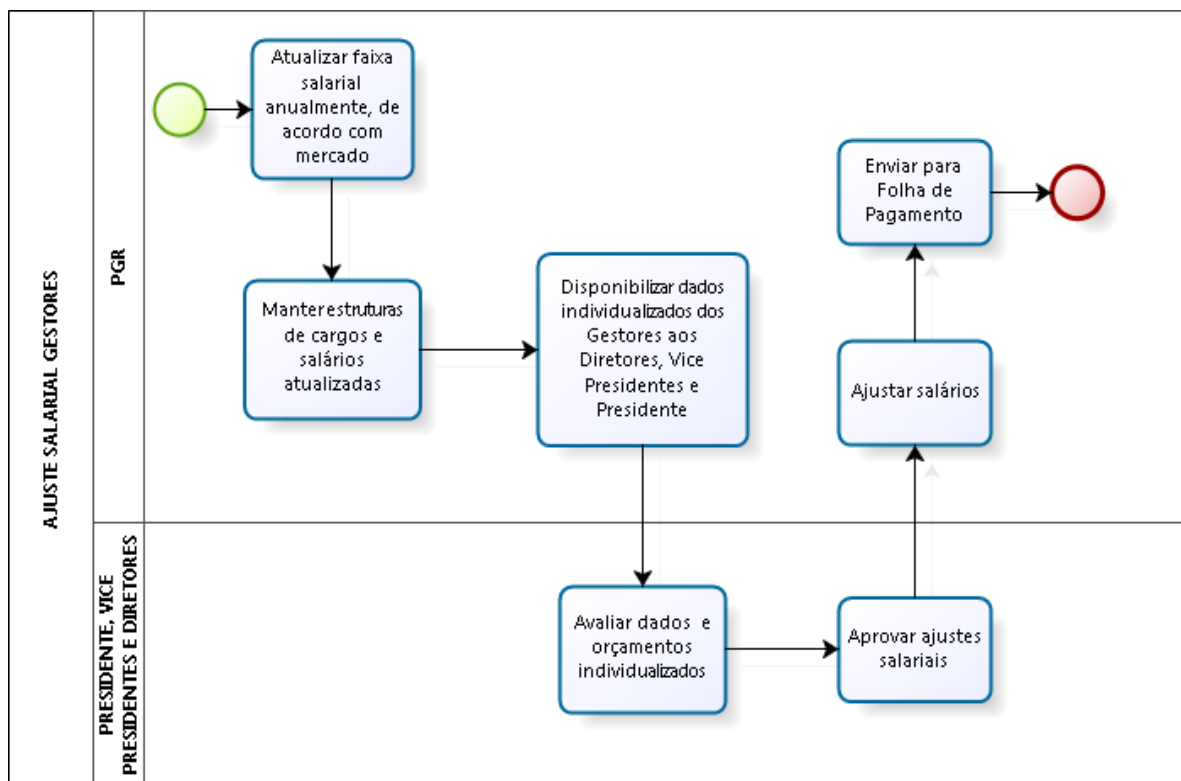 AJUSTE SALARIAL GESTORES
PGR
Atualizar faixa
salarial
anualmente, de
acordo com
mercado
Manter estruturas
de cargos e
salários
atualizadas
Disponibilizar dados
individualizados dos
Gestores aos
Diretores, Vice
Presidentes e
Presidente
Enviar para
Folha de
Pagamento
Ajustar salários
PRESIDENTE, VICE
PRESIDENTES E DIRETORES
Avaliar dados e
orçamentos
individualizados
Aprovar ajustes
salariais